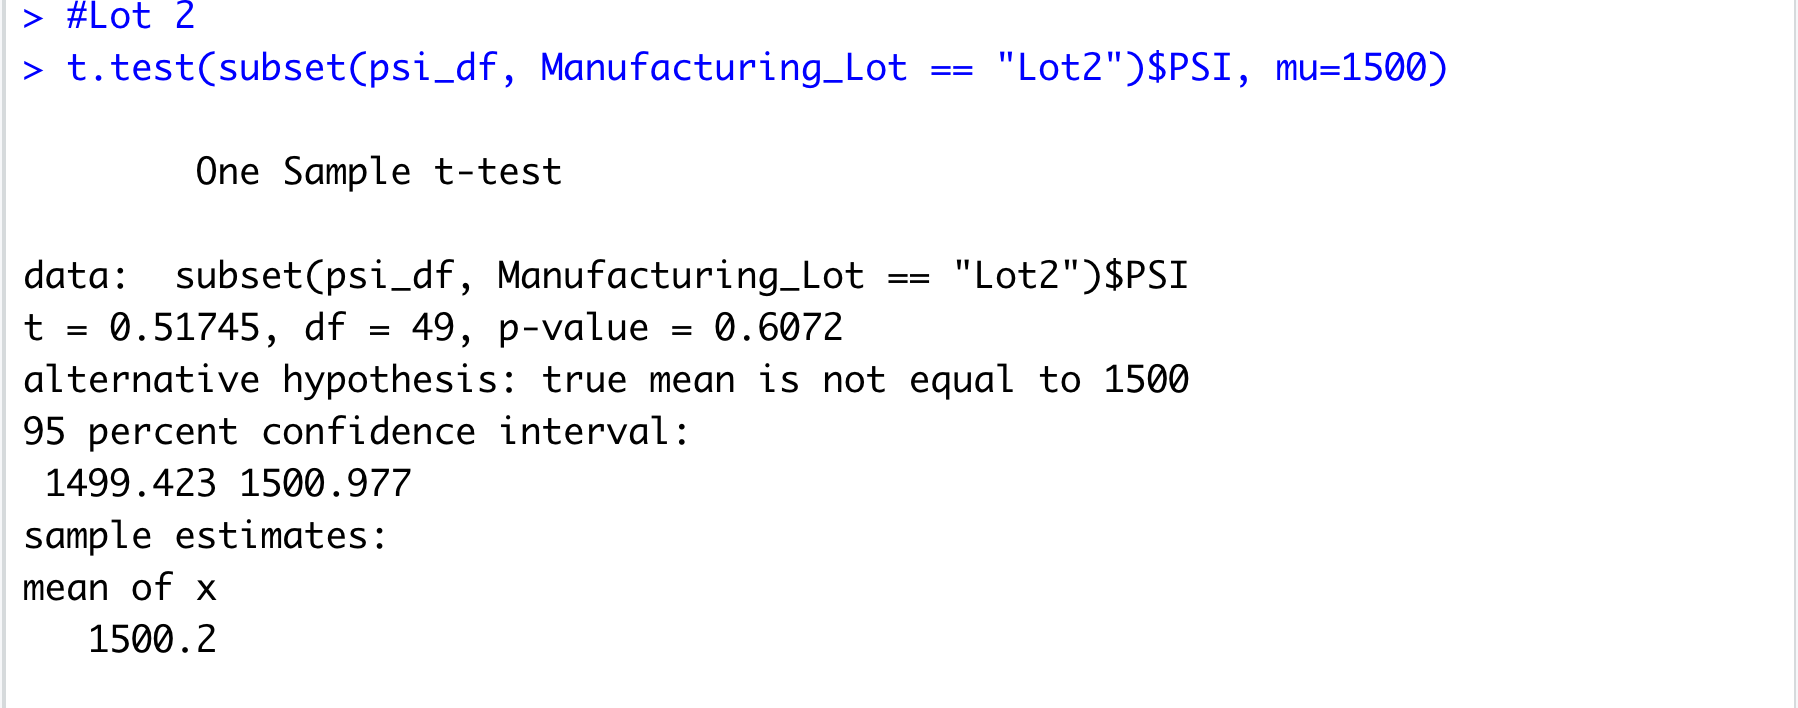 > #Lot 2
> t.test(subset(psi_df, Manufacturing_Lot == "Lot2")$PSI, mu=1500)
One Sample t-test
data:  subset(psi_df, Manufacturing_Lot == "Lot2")$PSI
t = 0.51745, df = 49, p-value = 0.6072
alternative hypothesis: true mean is not equal to 1500
95 percent confidence interval:
1499.423 1500.977
sample estimates:
mean of x
1500.2